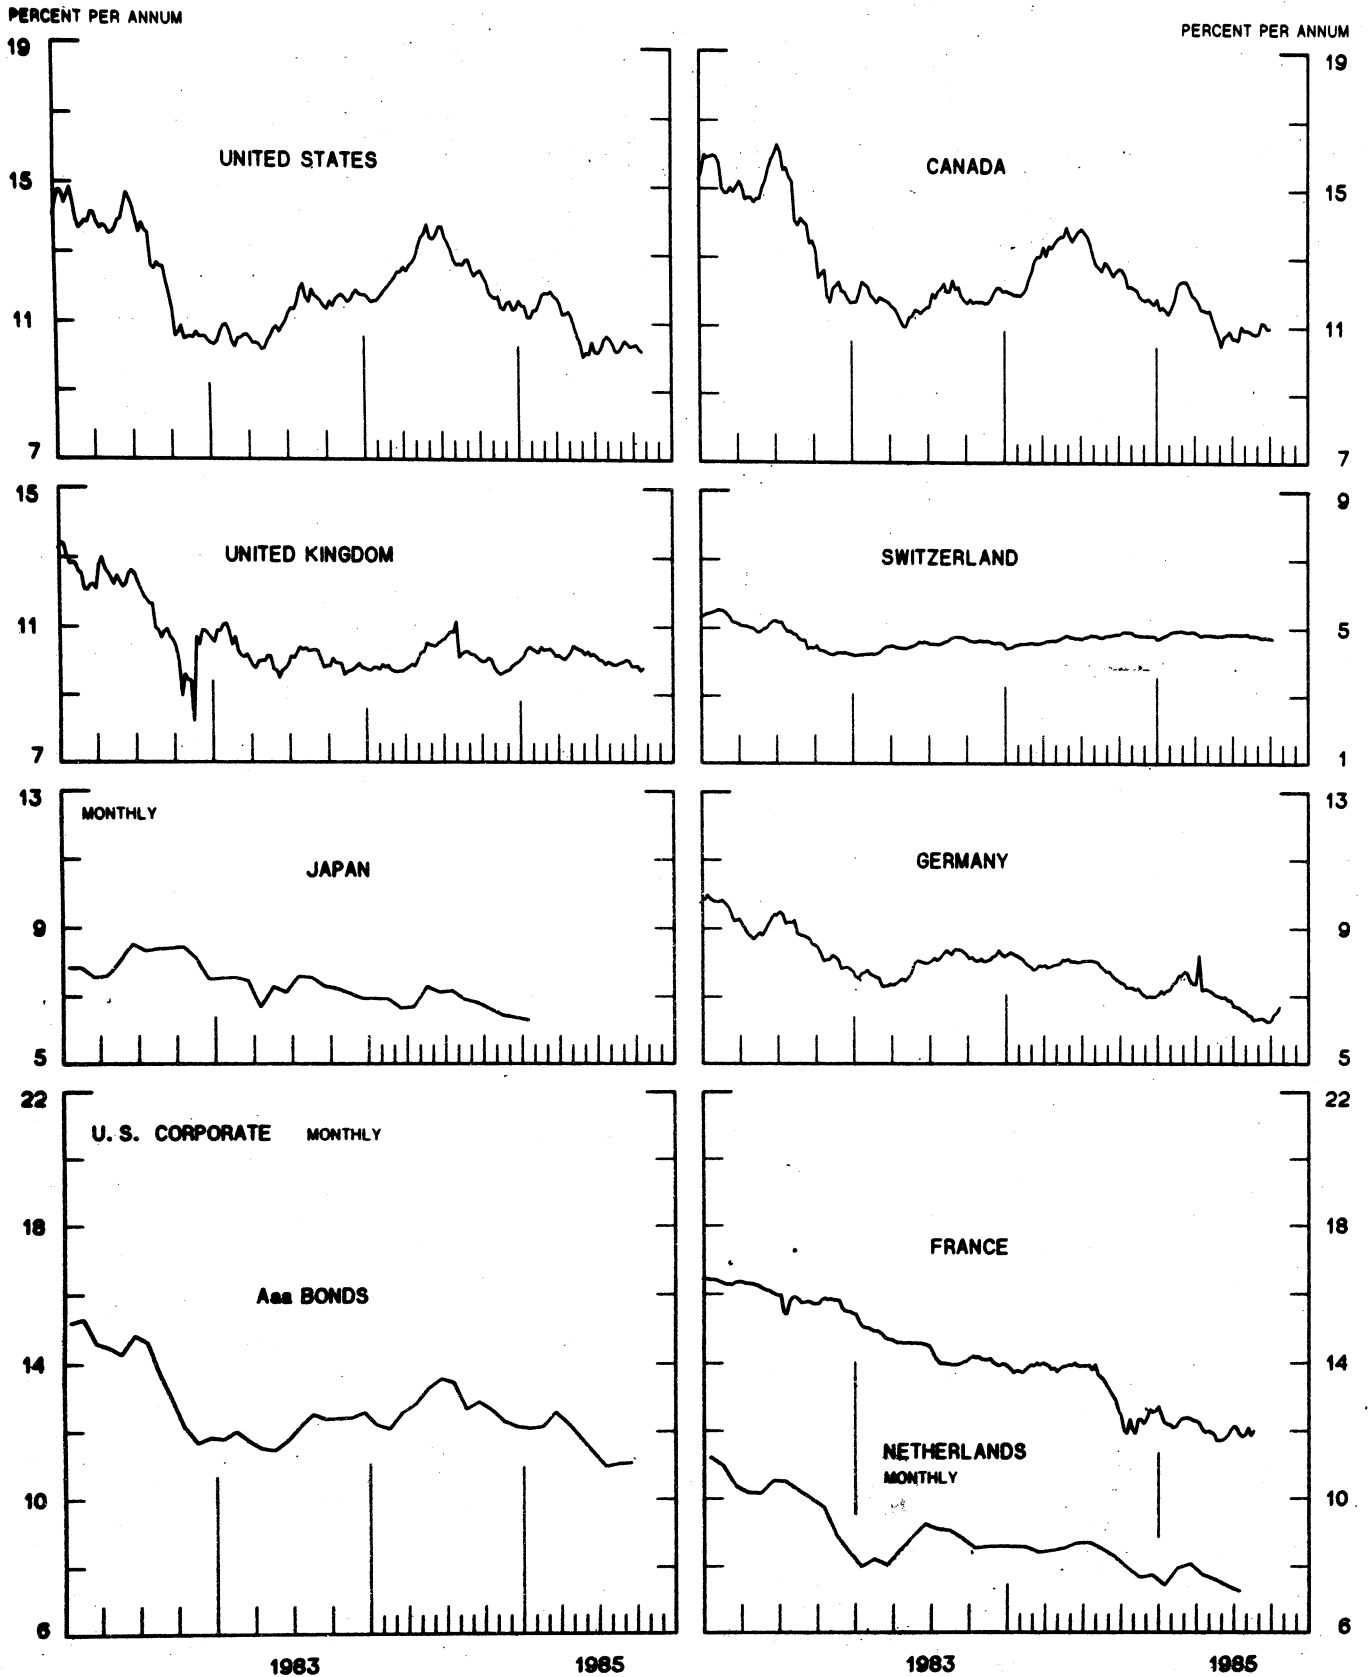 PERCENT PER ANNUM
PERCENT PER ANNUM
19
15
11
7
UNITED STATES
CANADA
19
15
11
7
15
11
7
UNITED KINGDOM
SWITZERLAND
9
5
1
13
9
5
MONTHLY
JAPAN
GERMANY
13
9
5
22
18
14
10
6
U.S. CORPORATE MONTHLY
Aaa BONDS
FRANCE
NETHERLANDS
MONTHLY
22
18
14
10
6
1983 1985
1983 1985